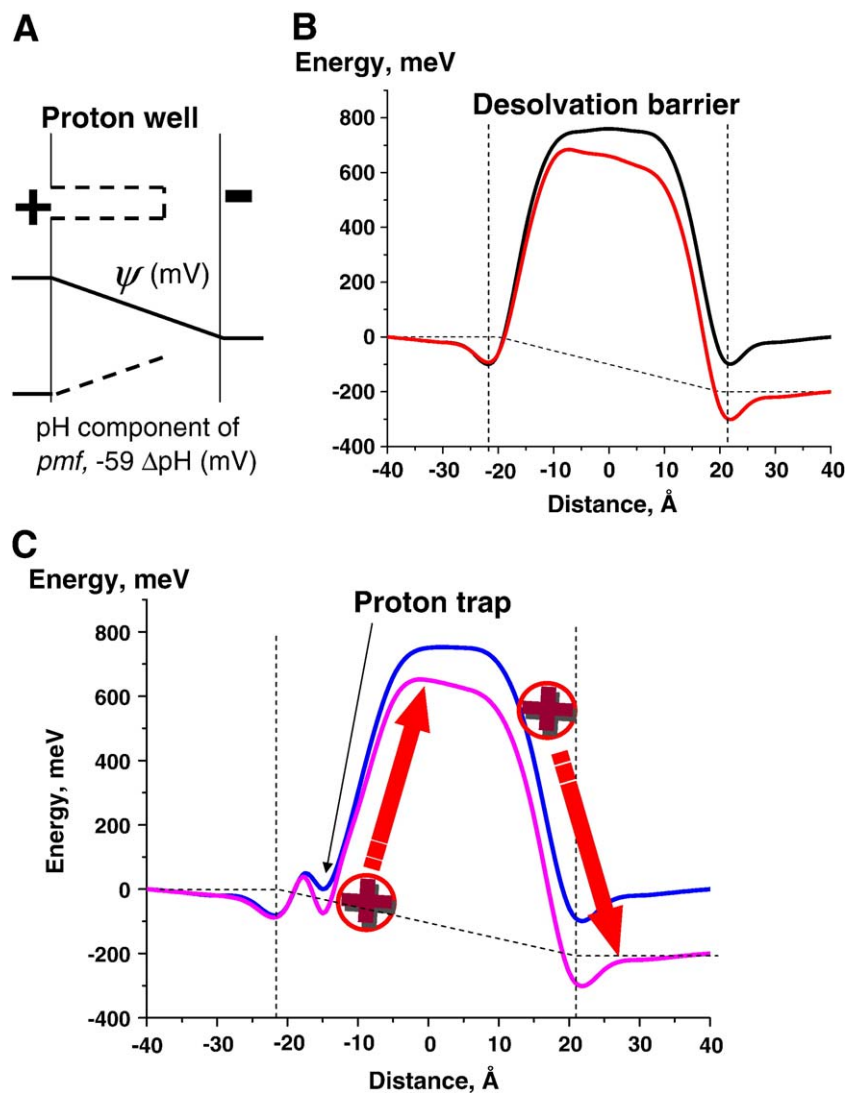 A
Proton well
+
-
ψ (mV)
pH component of
pmf, -59 ΔpH (mV)
B
Energy, meV
Desolvation barrier
800
600
400
200
0
-200
-400
-40
-30
-20
-10
0
10
20
30
40
Distance, Å
C
Energy, meV
Proton trap
Energy, meV
800
600
400
200
0
-200
-400
-40
-30
-20
-10
0
10
20
30
40
Distance, Å